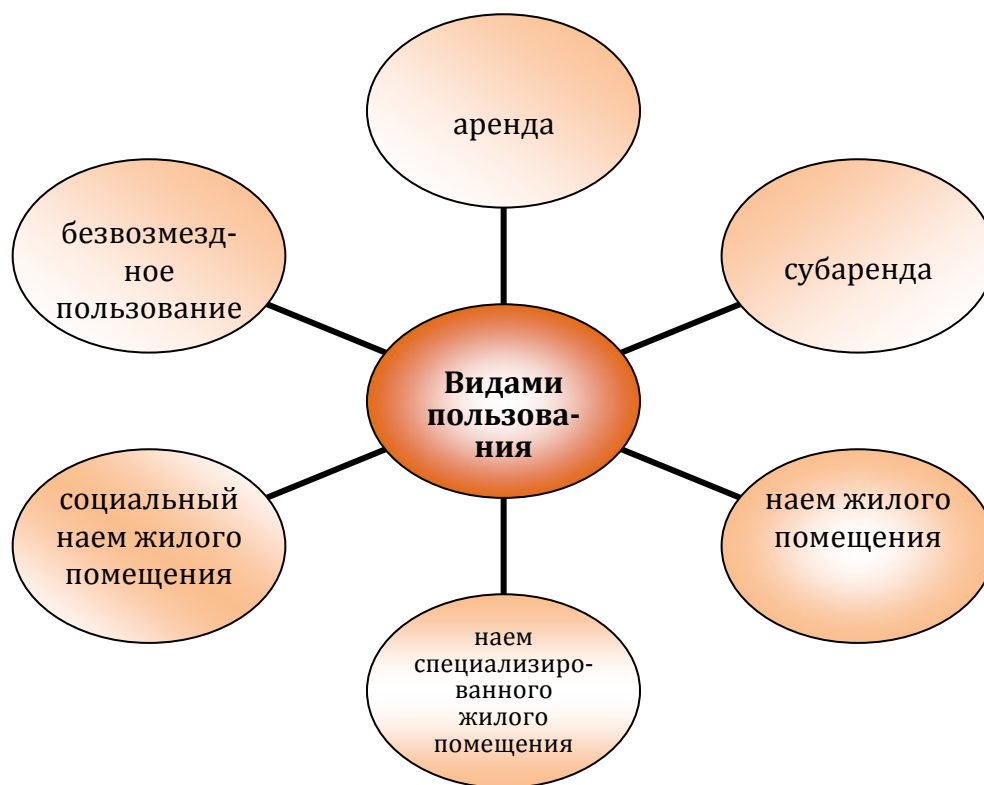 аренда
безвозмезд-
ное
пользование
субаренда
Видами
пользова-
ния
социальный
наем жилого
помещения
наем жилого
помещения
наем
специализиро-
ванного
жилого
помещения